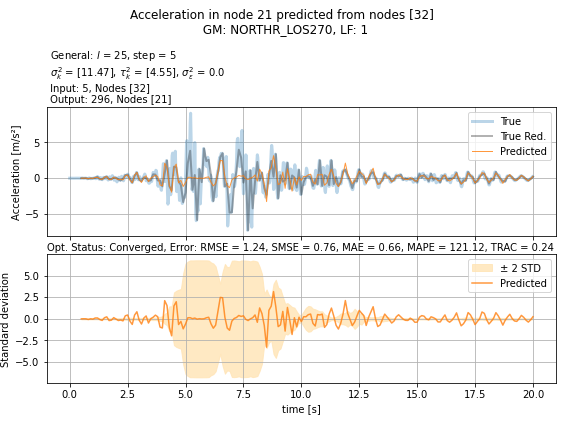 Acceleration in node 21 predicted from nodes [32]
GM: NORTHR_LOS270, LF: 1
General: l = 25, step = 5
σ²ₖ = [11.47], τ²ₖ = [4.55], σ²ε = 0.0
Input: 5, Nodes [32]
Output: 296, Nodes [21]
Acceleration [m/s²]
5
0
−5
True
True Red.
Predicted
Opt. Status: Converged, Error: RMSE = 1.24, SMSE = 0.76, MAE = 0.66, MAPE = 121.12, TRAC = 0.24
Standard deviation
5.0
2.5
0.0
−2.5
−5.0
± 2 STD
Predicted
0.0 2.5 5.0 7.5 10.0 12.5 15.0 17.5 20.0
time [s]